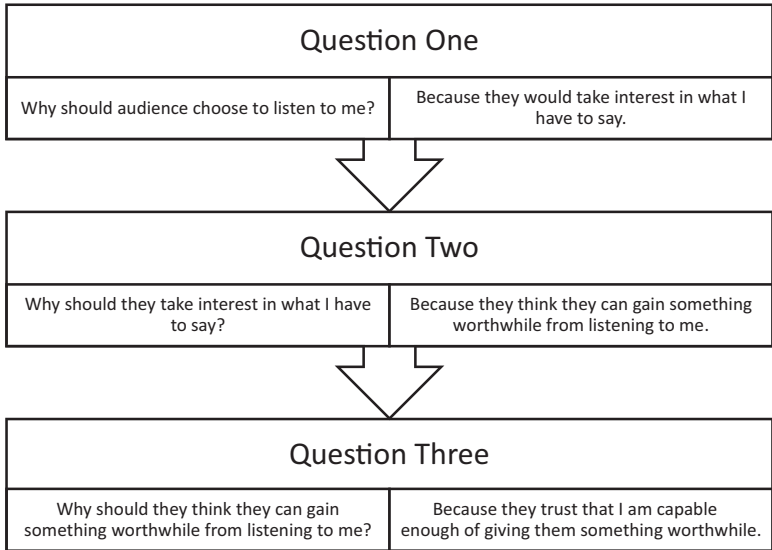 Question One
Why should audience choose to listen to me?
Because they would take interest in what I
have to say.
Question Two
Why should they take interest in what I have
to say?
Because they think they can gain something
worthwhile from listening to me.
Question Three
Why should they think they can gain
something worthwhile from listening to me?
Because they trust that I am capable
enough of giving them something worthwhile.